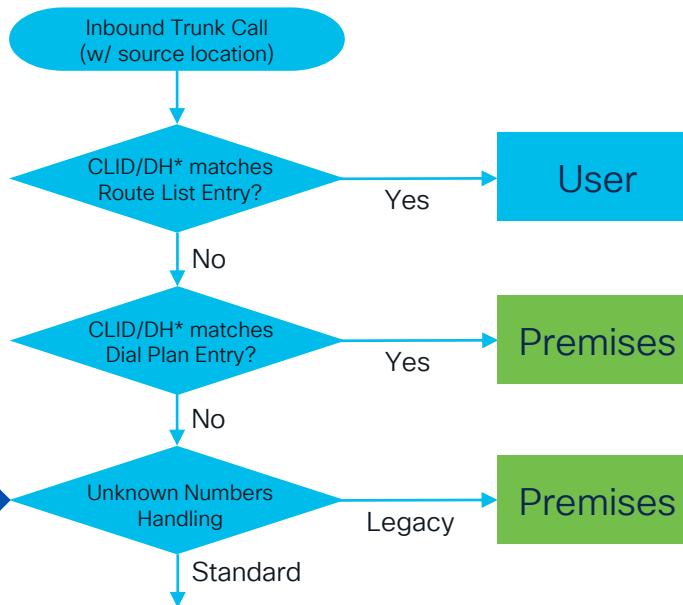 Inbound Trunk Call
(w/ source location)
CLID/DH* matches
Route List Entry?
Yes
User
No
CLID/DH* matches
Dial Plan Entry?
Yes
Premises
No
Unknown Numbers
Handling
Legacy
Premises
Standard